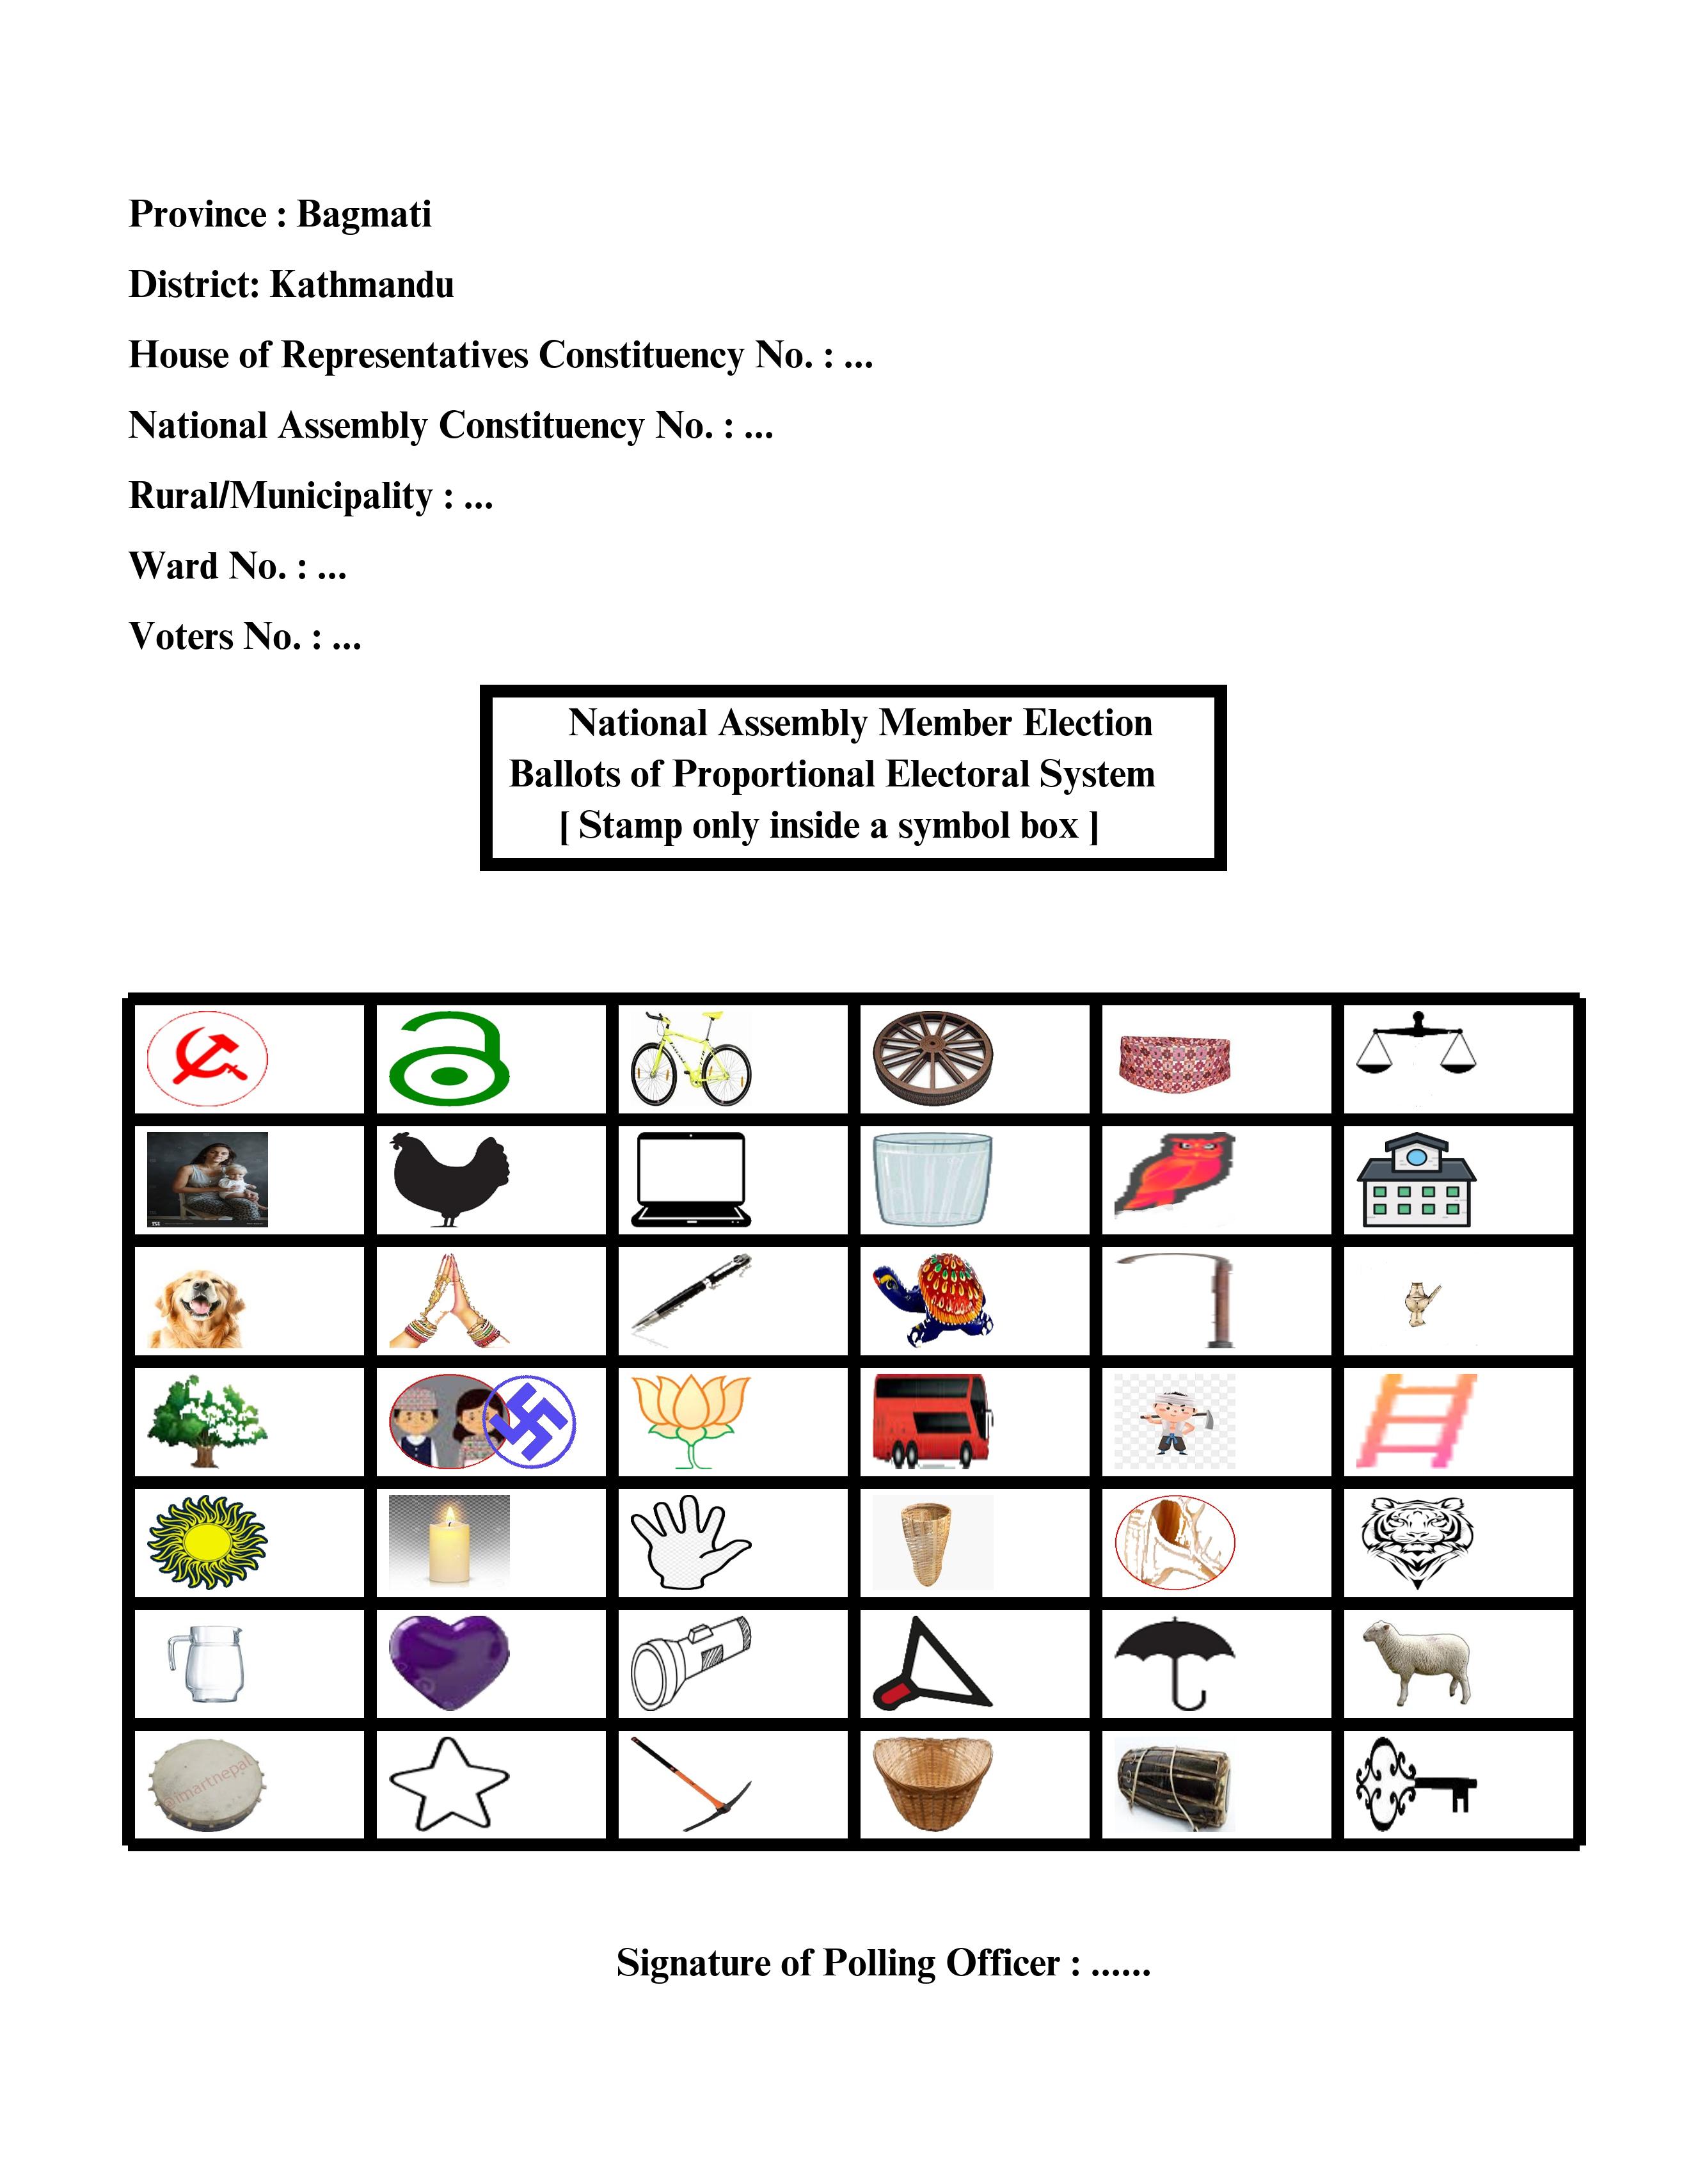 Province : Bagmati
District: Kathmandu
House of Representatives Constituency No. : ...
National Assembly Constituency No. : ...
Rural/Municipality : ...
Ward No. : ...
Voters No. : ...
National Assembly Member Election
Ballots of Proportional Electoral System
[ Stamp only inside a symbol box ]
Signature of Polling Officer : ......